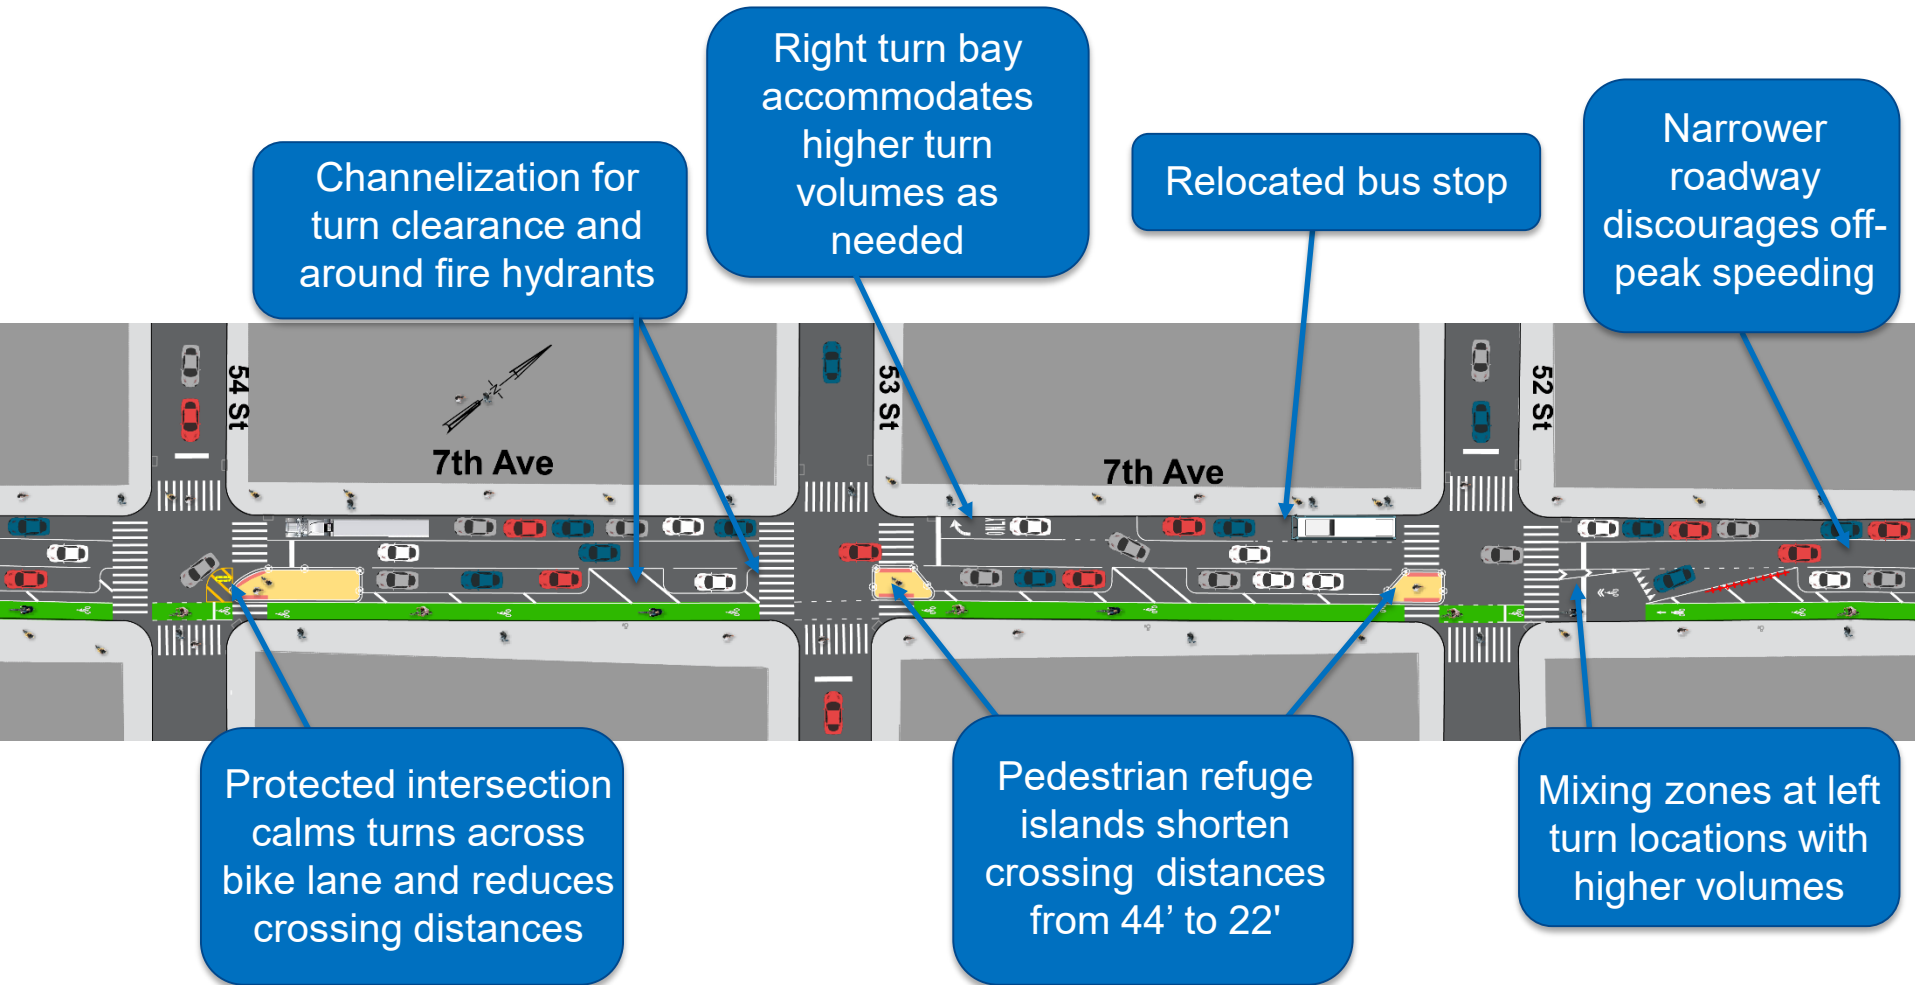 Right turn bay
accommodates
higher turn
volumes as
needed
Channelization for
turn clearance and
around fire hydrants
Relocated bus stop
Narrower
roadway
discourages off-
peak speeding
54 St
53 St
52 St
7th Ave
7th Ave
ONLY
Protected intersection
calms turns across
bike lane and reduces
crossing distances
Pedestrian refuge
islands shorten
crossing distances
from 44’ to 22'
Mixing zones at left
turn locations with
higher volumes